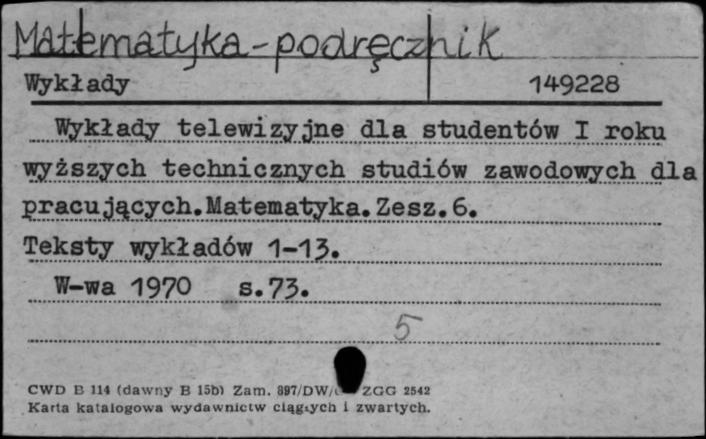 Matematyka - podręcznik
Wykłady 149228
Wykłady telewizyjne dla studentów I roku
wyższych technicznych studiów zawodowych dla
pracujących. Matematyka. Zesz. 6.
Teksty wykładów 1-13.
W-wa 1970 s. 73.
5
CWD B 114 (dawny B 15b) Zam. 897/DW/ ZGG 2542
Karta katalogowa wydawnictw ciągłych i zwartych.